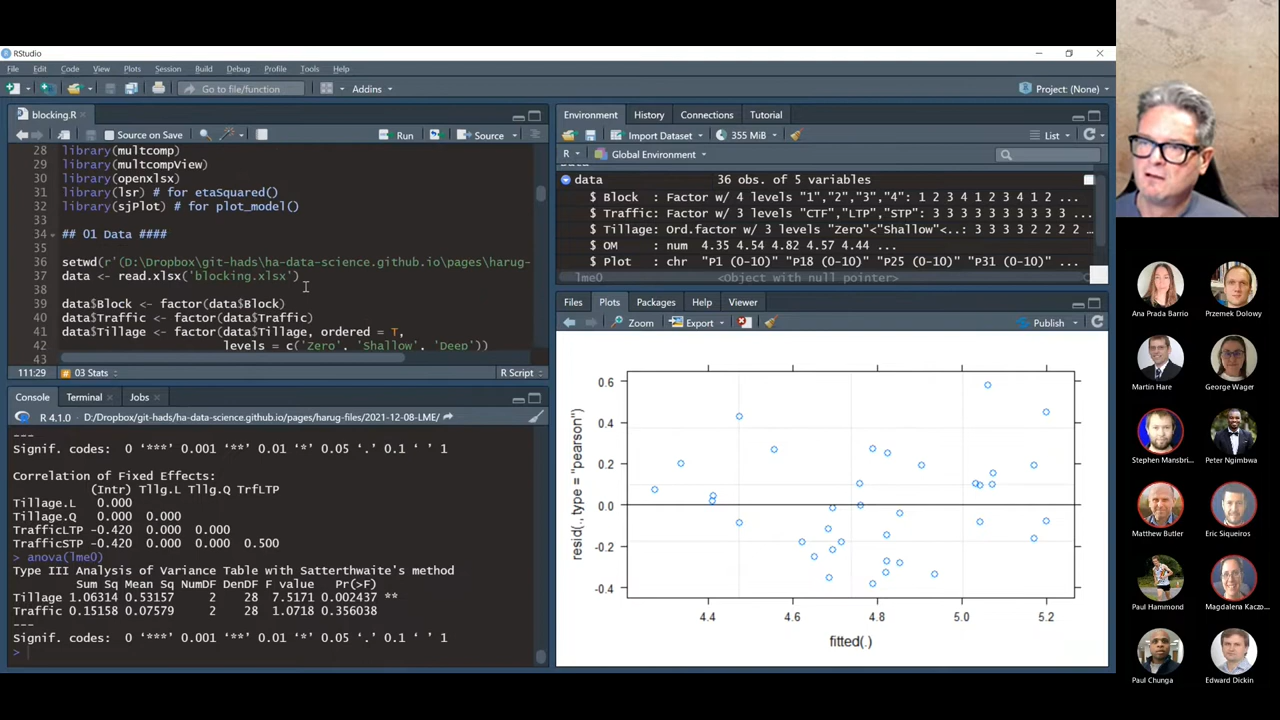 RStudio
File Edit Code View Plots Session Build Debug Profile Tools Help
Go to file/function Addins Project: (None)
blocking.R
Source on Save Run Source
28 library(multcomp)
29 library(multcompView)
30 library(openxlsx)
31 library(lsr) # for etaSquared()
32 library(sjPlot) # for plot_model()
33
34 ## 01 Data ####
35
36 setwd(r'(D:\Dropbox\git-hads\ha-data-science.github.io\pages\harug-
37 data <- read.xlsx('blocking.xlsx')
38
39 data$Block <- factor(data$Block)
40 data$Traffic <- factor(data$Traffic)
41 data$Tillage <- factor(data$Tillage, ordered = T,
levels = c('Zero', 'Shallow', 'Deep'))
43
111:29 # 03 Stats R Script
Console Terminal Jobs
R 4.1.0 · D:/Dropbox/git-hads/ha-data-science.github.io/pages/harug-files/2021-12-08-LME/
---
Signif. codes: 0 ‘***’ 0.001 ‘**’ 0.01 ‘*’ 0.05 ‘.’ 0.1 ‘ ’ 1
Correlation of Fixed Effects:
(Intr) Tllg.L Tllg.Q TrfLTP
Tillage.L 0.000
Tillage.Q 0.000 0.000
TrafficLTP -0.420 0.000 0.000
TrafficSTP -0.420 0.000 0.000 0.500
> anova(lme0)
Type III Analysis of Variance Table with Satterthwaite's method
Sum Sq Mean Sq NumDF DenDF F value Pr(>F)
Tillage 1.06314 0.53157 2 28 7.5171 0.002437 **
Traffic 0.15158 0.07579 2 28 1.0718 0.356038
---
Signif. codes: 0 ‘***’ 0.001 ‘**’ 0.01 ‘*’ 0.05 ‘.’ 0.1 ‘ ’ 1
>
Environment History Connections Tutorial
Import Dataset 355 MiB List
R Global Environment
Data
data 36 obs. of 5 variables
$ Block : Factor w/ 4 levels "1","2","3","4": 1 2 3 4 1 2 3 4 1 2 ...
$ Traffic: Factor w/ 3 levels "CTF","LTP","STP": 3 3 3 3 3 3 3 3 3 3 ...
$ Tillage: Ord.factor w/ 3 levels "Zero"<"Shallow"<..: 3 3 3 3 2 2 2 2 ...
$ OM : num 4.35 4.54 4.82 4.57 4.44 ...
$ Plot : chr "P1 (0-10)" "P18 (0-10)" "P25 (0-10)" "P31 (0-10)" ...
lme0 <Object with null pointer>
Files Plots Packages Help Viewer
Zoom Export Publish
resid(., type = "pearson")
0.6
0.4
0.2
0.0
-0.2
-0.4
4.4 4.6 4.8 5.0 5.2
fitted(.)
Ana Prada Barrio Przemek Dolowy
Martin Hare George Wager
Stephen Mansbri... Peter Ngimbwa
Matthew Butler Eric Siqueiros
Paul Hammond Magdalena Kaczo...
Paul Chunga Edward Dickin